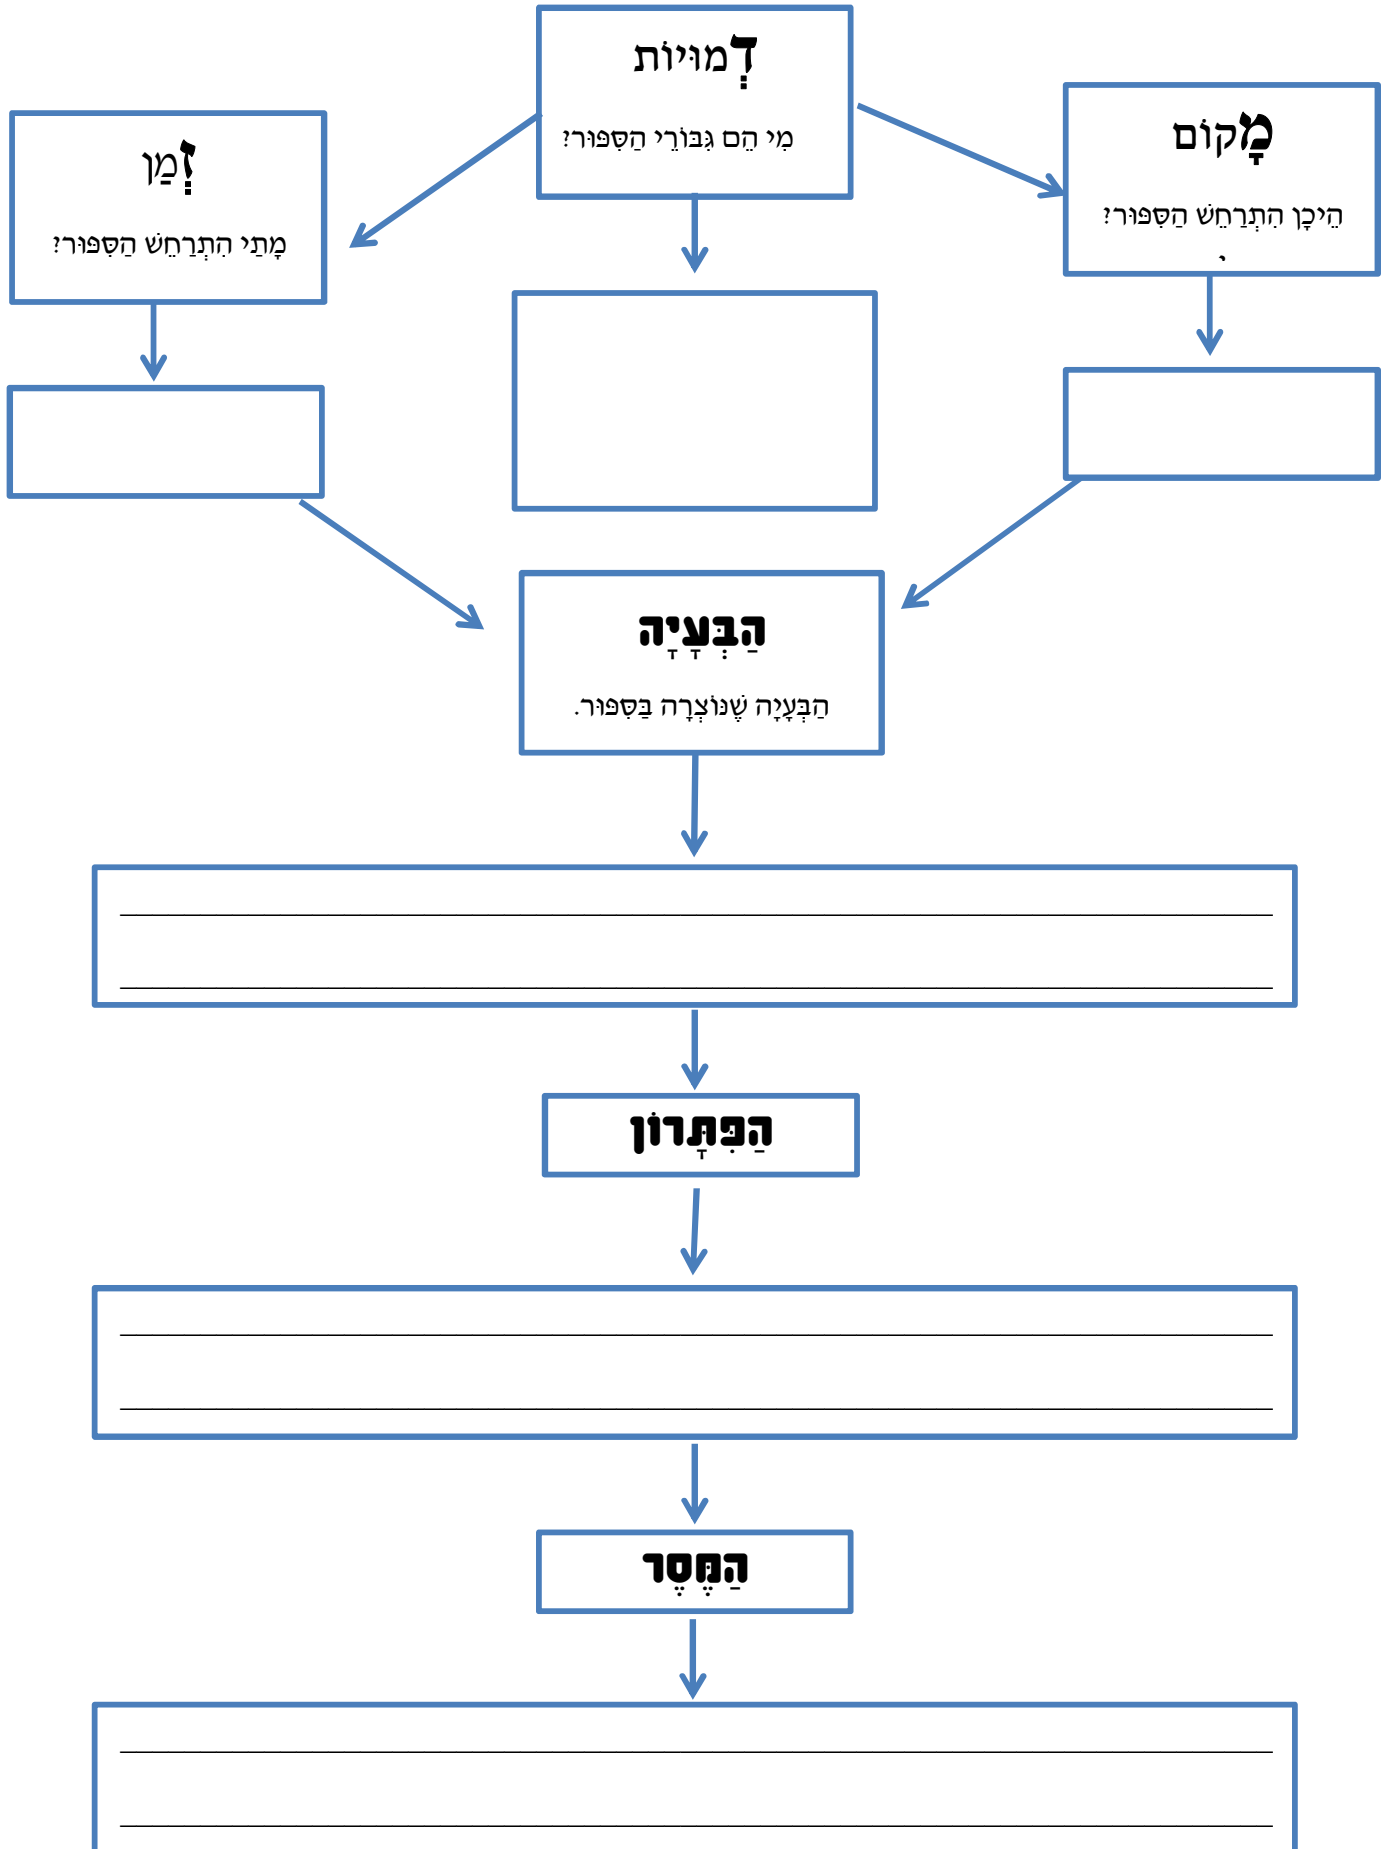 דְמוּיוֹת
מִי הֵם גִּבּוֹרֵי הַסִּפּוּר?
מָקוֹם
הֵיכָן הִתְרַחֵשׁ הַסִּפּוּר?
זְמַן
מָתַי הִתְרַחֵשׁ הַסִּפּוּר?
הַבְּעָיָה
הַבְּעָיָה שֶׁנּוֹצְרָה בַּסִּפּוּר.
הַפִּתָּרוֹן
הַמֶּסֶר